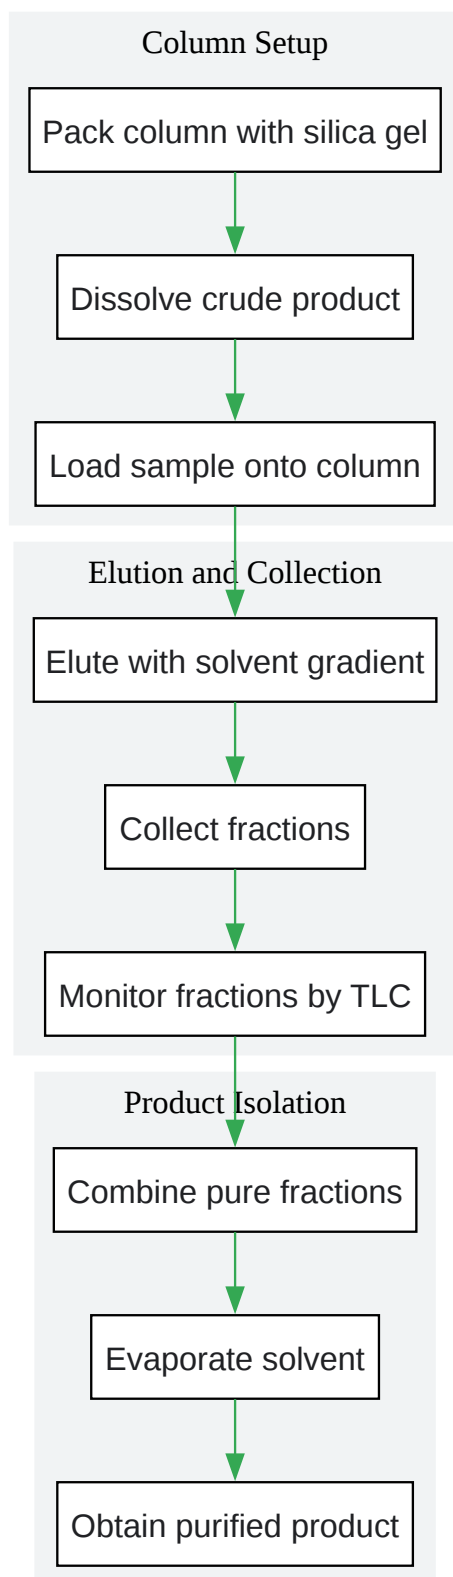 Column Setup
Pack column with silica gel
Dissolve crude product
Load sample onto column
Elution and Collection
Elute with solvent gradient
Collect fractions
Monitor fractions by TLC
Product Isolation
Combine pure fractions
Evaporate solvent
Obtain purified product